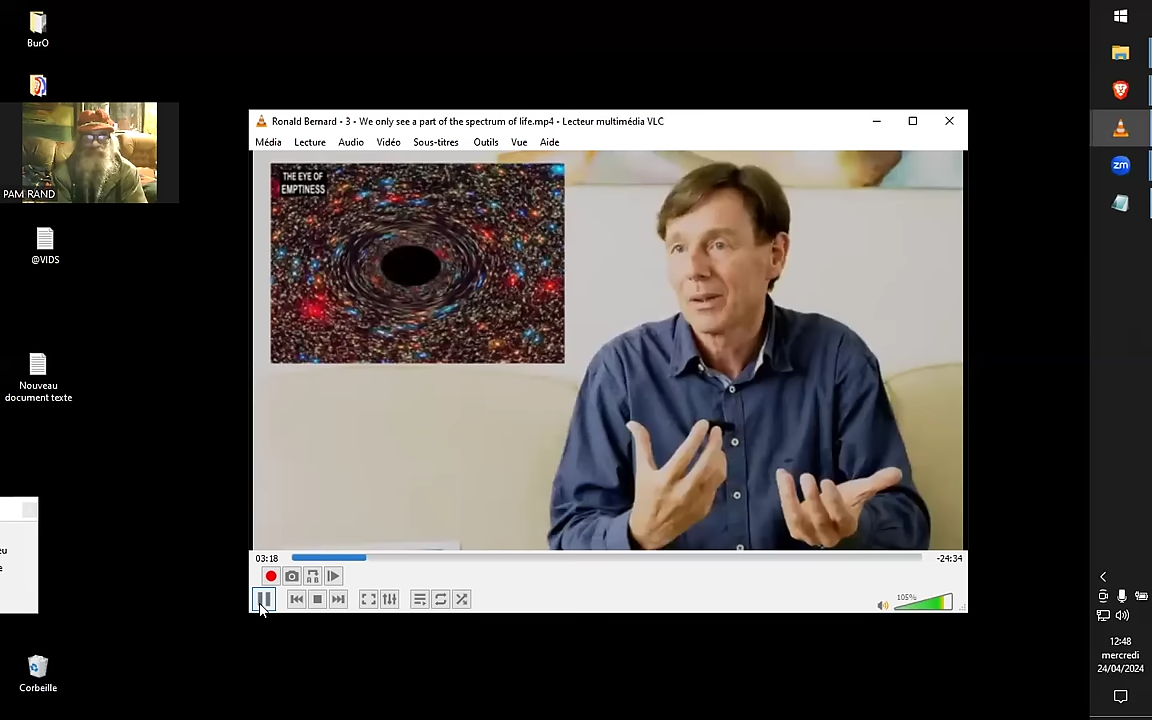 BurO
PAM RAND
@VIDS
Nouveau
document texte
eu
e
Corbeille
Ronald Bernard - 3 - We only see a part of the spectrum of life.mp4 - Lecteur multimédia VLC
Média Lecture Audio Vidéo Sous-titres Outils Vue Aide
THE EYE OF
EMPTINESS
03:18 -24:34
A B
105%
zm
12:48
mercredi
24/04/2024